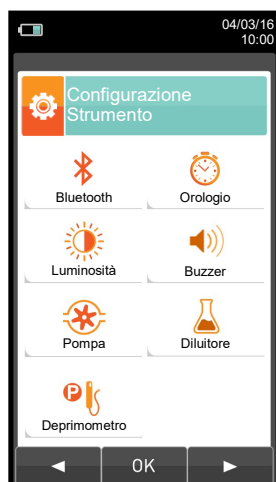 04/03/16
10:00
Configurazione
Strumento
Bluetooth
Orologio
Luminosità
Buzzer
Pompa
Diluitore
P
Deprimometro
OK